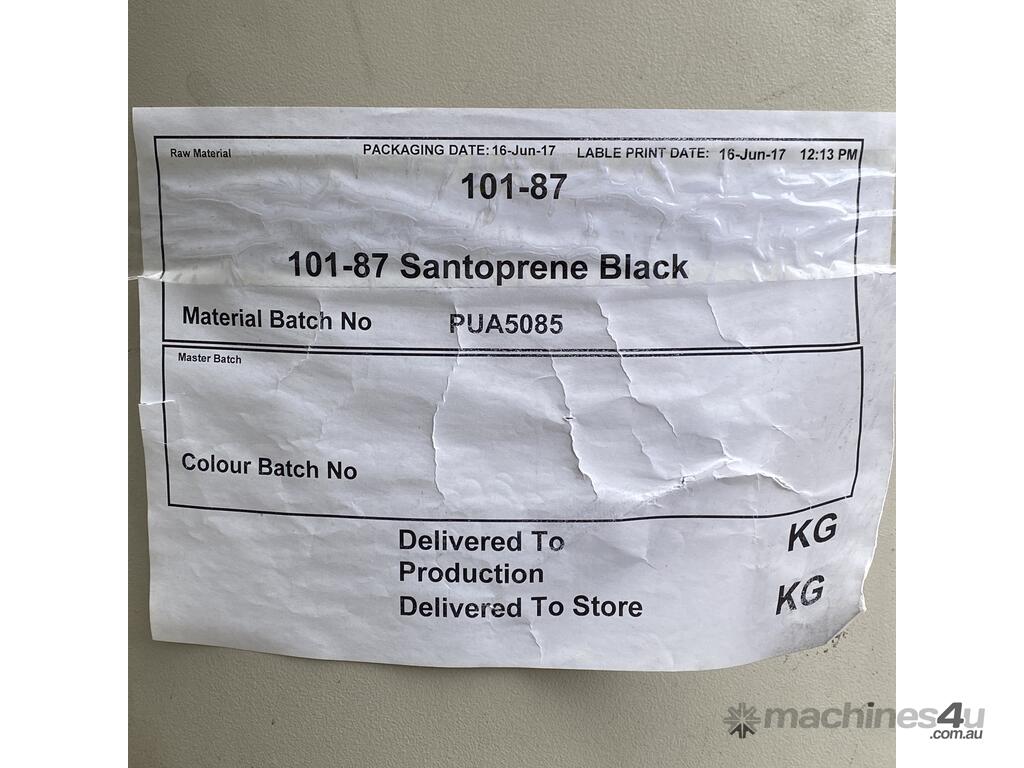 Raw Material PACKAGING DATE: 16-Jun-17 LABLE PRINT DATE: 16-Jun-17 12:13 PM
101-87
101-87 Santoprene Black
Material Batch No PUA5085
Master Batch
Colour Batch No
Delivered To KG
Production
Delivered To Store KG
machines4u
.com.au